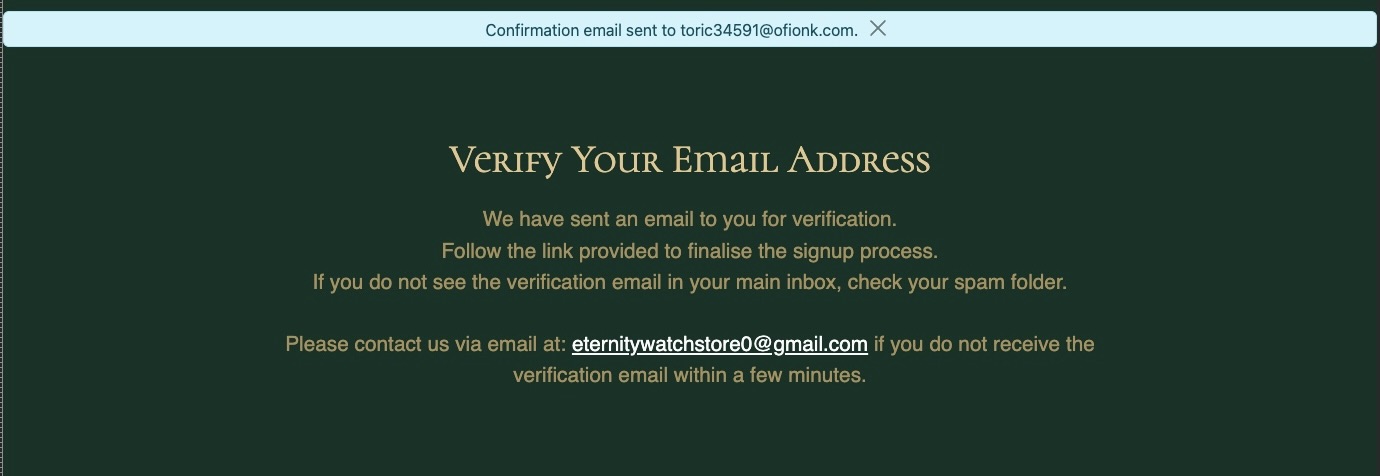 Confirmation email sent to toric34591@ofionk.com.
Verify Your Email Address
We have sent an email to you for verification.
Follow the link provided to finalise the signup process.
If you do not see the verification email in your main inbox, check your spam folder.
Please contact us via email at: eternitywatchstore0@gmail.com if you do not receive the
verification email within a few minutes.